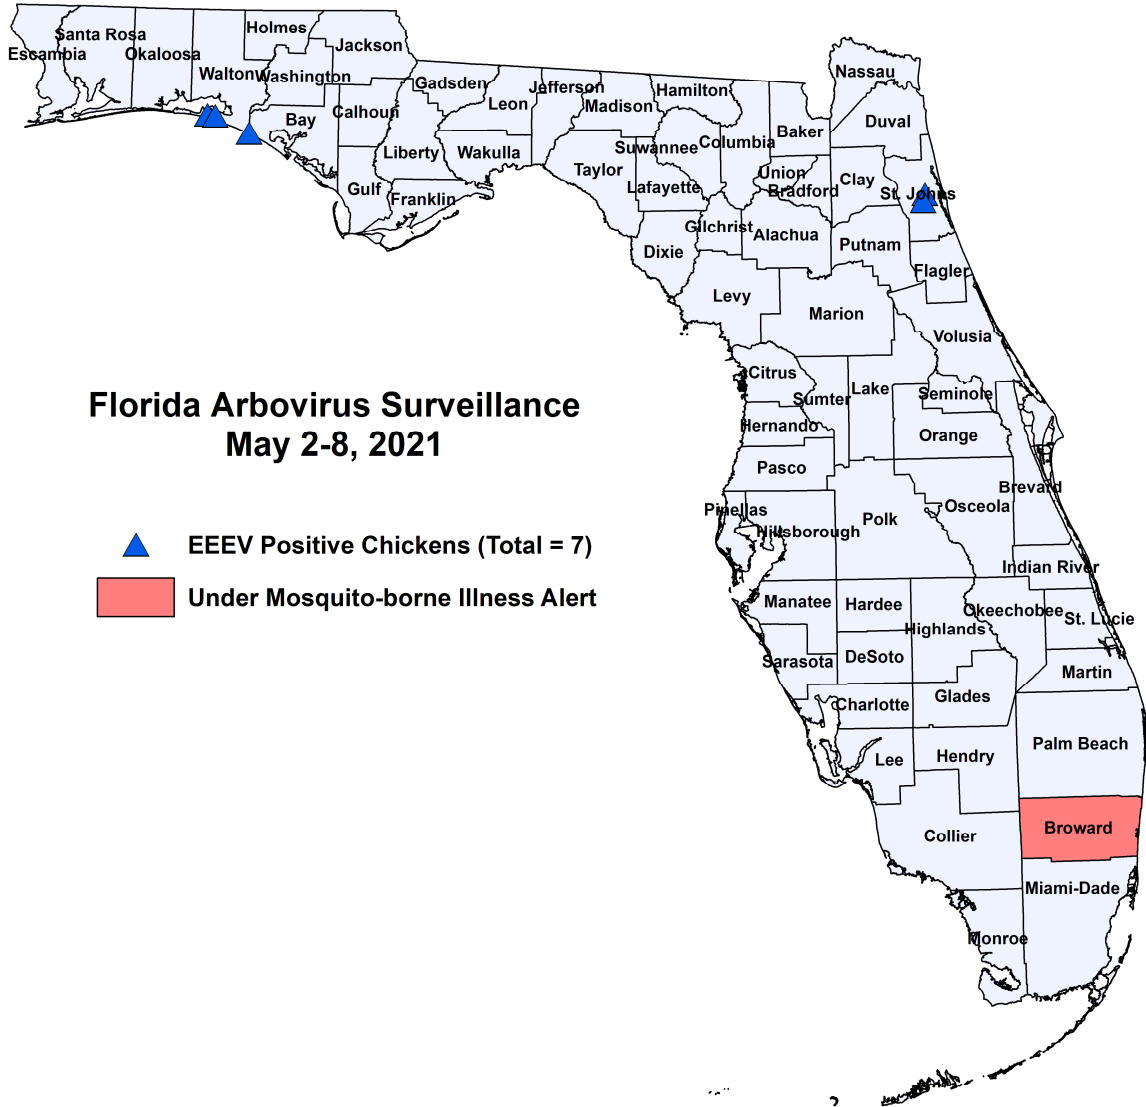 Holmes
Santa Rosa
Jackson
Escambia
Okaloosa
Walton
Washington
Nassau
Gadsden
Jefferson
Hamilton
Leon
Madison
Calhoun
Bay
Duval
Baker
Columbia
Suwannee
Liberty
Wakulla
Taylor
Union
Clay
Lafayette
Bradford
St. Johns
Gulf
Franklin
Gilchrist
Alachua
Putnam
Dixie
Flagler
Levy
Marion
Volusia
Citrus
Lake
Seminole
Sumter
Florida Arbovirus Surveillance
May 2-8, 2021
Hernando
Orange
Pasco
Brevard
Osceola
Pinellas
Polk
Hillsborough
EEEV Positive Chickens (Total = 7)
Indian River
Under Mosquito-borne Illness Alert
Manatee
Hardee
Okeechobee
St. Lucie
Highlands
DeSoto
Sarasota
Martin
Glades
Charlotte
Palm Beach
Hendry
Lee
Broward
Collier
Miami-Dade
Monroe